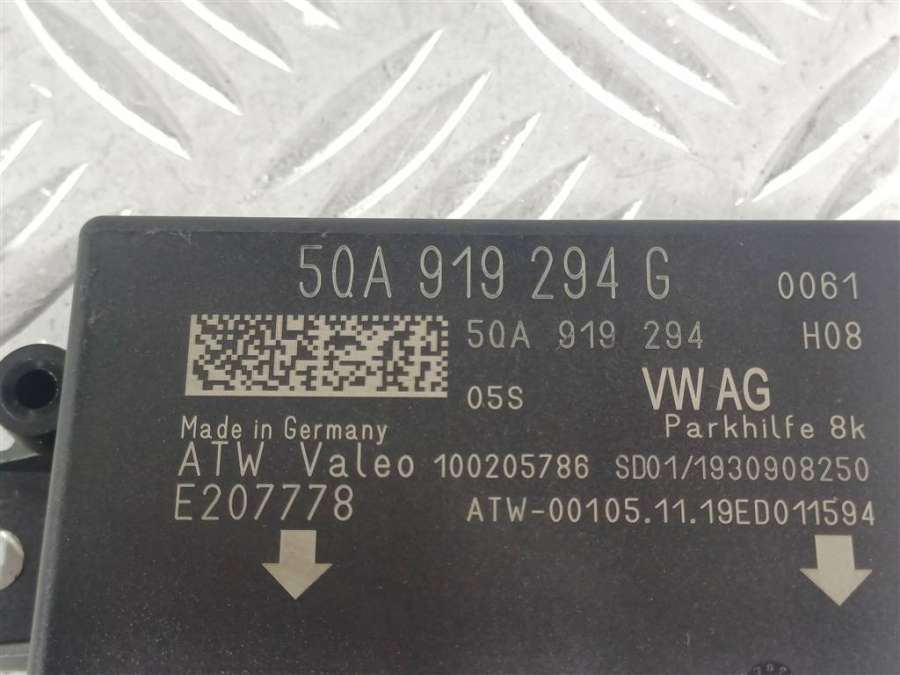 5QA 919 294 G 0061
5QA 919 294 H08
05S VW AG
Made in Germany Parkhilfe 8k
ATW Valeo 100205786 SD01/1930908250
E207778 ATW-00105.11.19ED011594